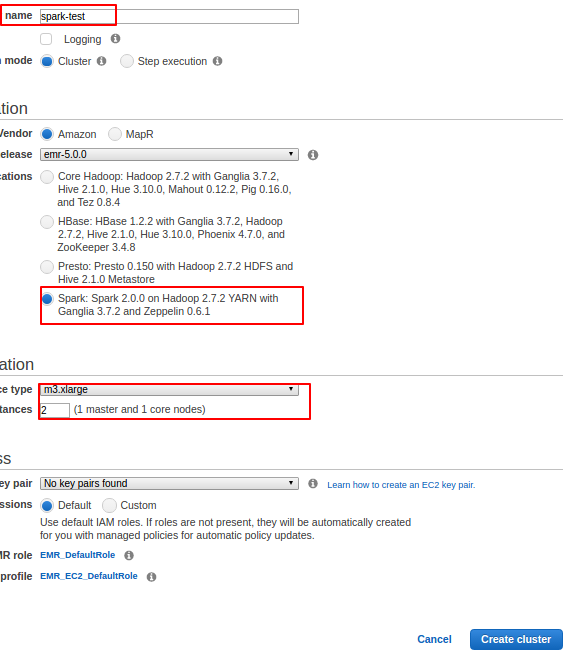 name spark-test
Logging
n mode Cluster Step execution
ation
Vendor Amazon MapR
elease emr-5.0.0
cations Core Hadoop: Hadoop 2.7.2 with Ganglia 3.7.2,
Hive 2.1.0, Hue 3.10.0, Mahout 0.12.2, Pig 0.16.0,
and Tez 0.8.4
HBase: HBase 1.2.2 with Ganglia 3.7.2, Hadoop
2.7.2, Hive 2.1.0, Hue 3.10.0, Phoenix 4.7.0, and
ZooKeeper 3.4.8
Presto: Presto 0.150 with Hadoop 2.7.2 HDFS and
Hive 2.1.0 Metastore
Spark: Spark 2.0.0 on Hadoop 2.7.2 YARN with
Ganglia 3.7.2 and Zeppelin 0.6.1
ation
ce type m3.xlarge
tances 2 (1 master and 1 core nodes)
ss
ey pair No key pairs found Learn how to create an EC2 key pair.
ssions Default Custom
Use default IAM roles. If roles are not present, they will be automatically created
for you with managed policies for automatic policy updates.
MR role EMR_DefaultRole
profile EMR_EC2_DefaultRole
Cancel Create cluster